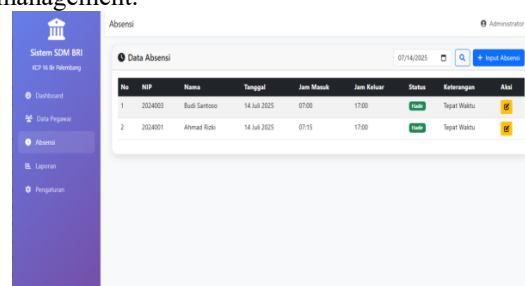 management.
Absensi
Administrator
Sistem SDM BRI
KCP 16 Ilir Palembang
Dashboard
Data Pegawai
Absensi
Laporan
Pengaturan
Data Absensi
07/14/2025
+ Input Absensi
No NIP Nama Tanggal Jam Masuk Jam Keluar Status Keterangan Aksi
1 2024003 Budi Santoso 14 Juli 2025 07:00 17:00 Hadir Tepat Waktu
2 2024001 Ahmad Rizki 14 Juli 2025 07:15 17:00 Hadir Tepat Waktu